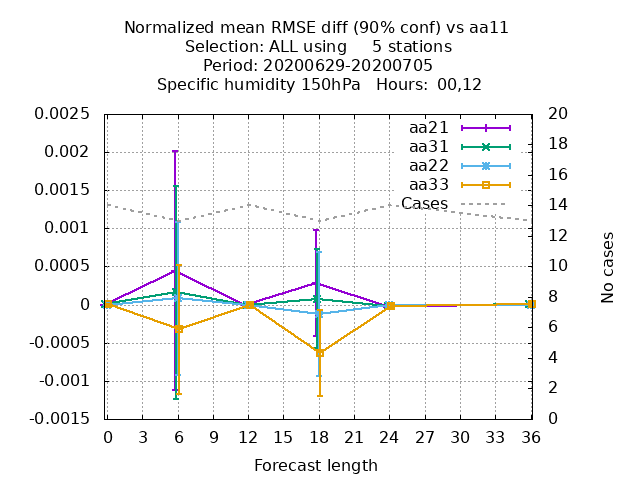 Normalized mean RMSE diff (90% conf) vs aa11
Selection: ALL using 5 stations
Period: 20200629-20200705
Specific humidity 150hPa Hours: 00,12
0.0025
0.002
0.0015
0.001
0.0005
0
-0.0005
-0.001
-0.0015
aa21
aa31
aa22
aa33
Cases
20
18
16
14
12
10
8
6
4
2
0
No cases
0 3 6 9 12 15 18 21 24 27 30 33 36
Forecast length